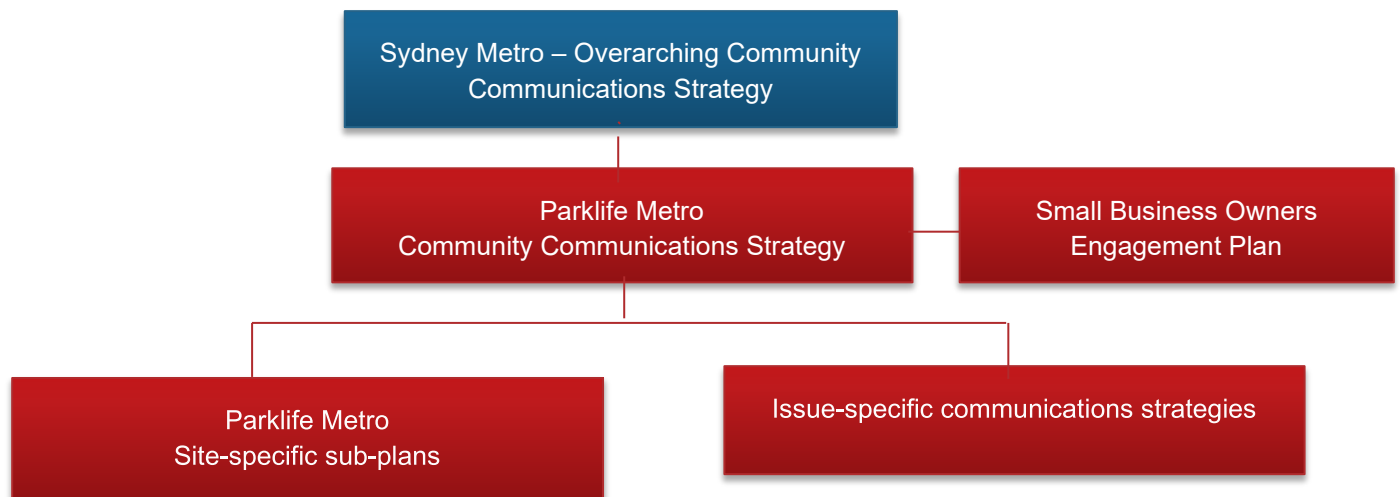 Sydney Metro – Overarching Community
Communications Strategy
Parklife Metro
Community Communications Strategy
Small Business Owners
Engagement Plan
Parklife Metro
Site-specific sub-plans
Issue-specific communications strategies